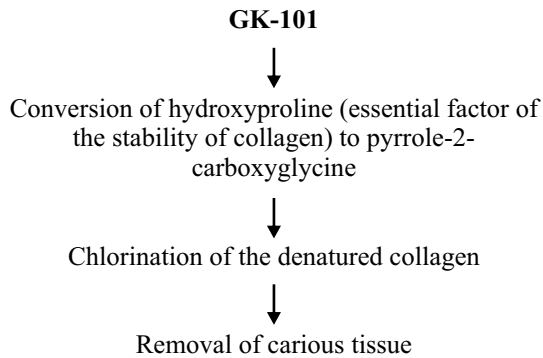 GK-101
Conversion of hydroxyproline (essential factor of
the stability of collagen) to pyrrole-2-
carboxyglycine
Chlorination of the denatured collagen
Removal of carious tissue